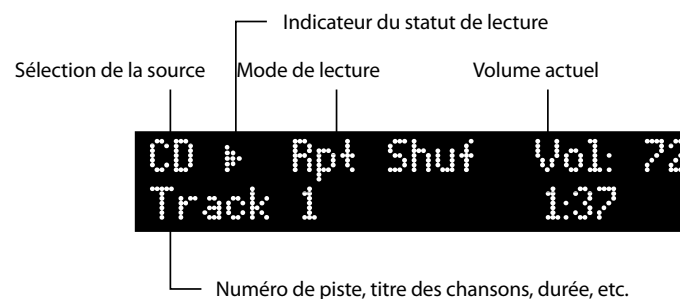 Indicateur du statut de lecture
Sélection de la source Mode de lecture Volume actuel
CD Rpt Shuf Vol: 72
Track 1 1:37
Numéro de piste, titre des chansons, durée, etc.